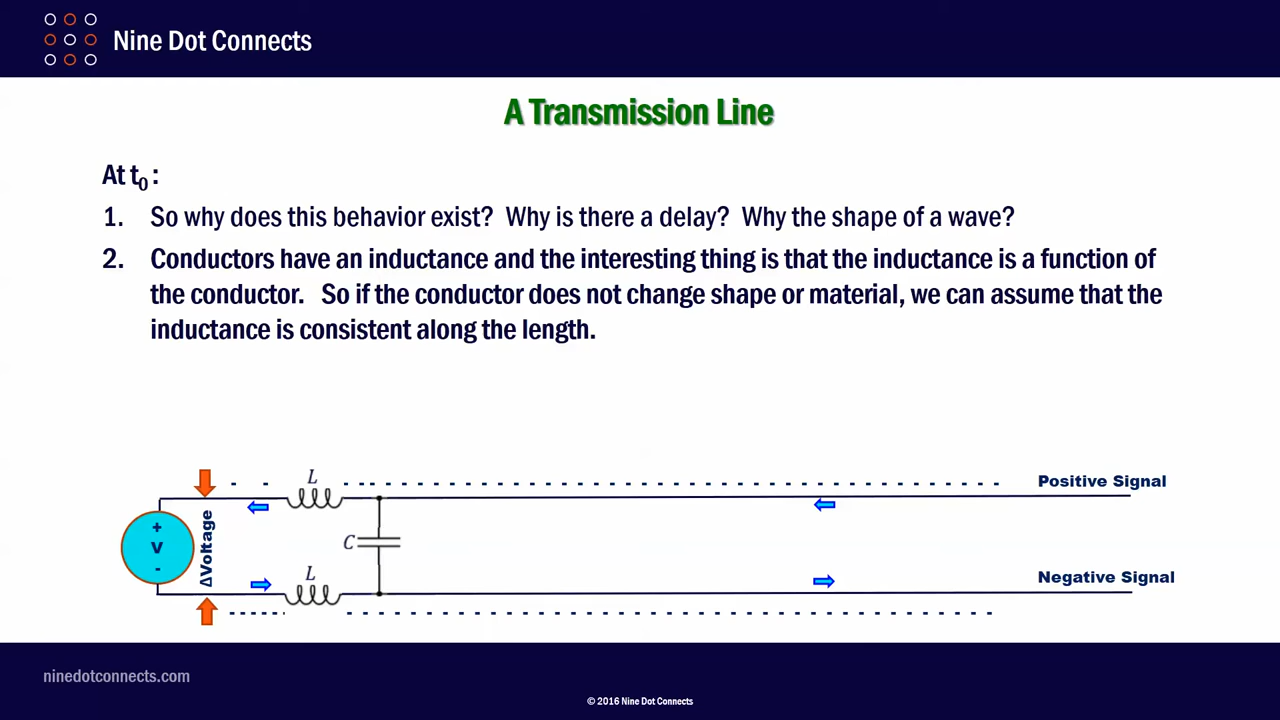 Nine Dot Connects
A Transmission Line
At t0 :
1. So why does this behavior exist? Why is there a delay? Why the shape of a wave?
2. Conductors have an inductance and the interesting thing is that the inductance is a function of
the conductor. So if the conductor does not change shape or material, we can assume that the
inductance is consistent along the length.
L
Positive Signal
+
V
-
ΔVoltage
C
L
Negative Signal
ninedotconnects.com
© 2016 Nine Dot Connects